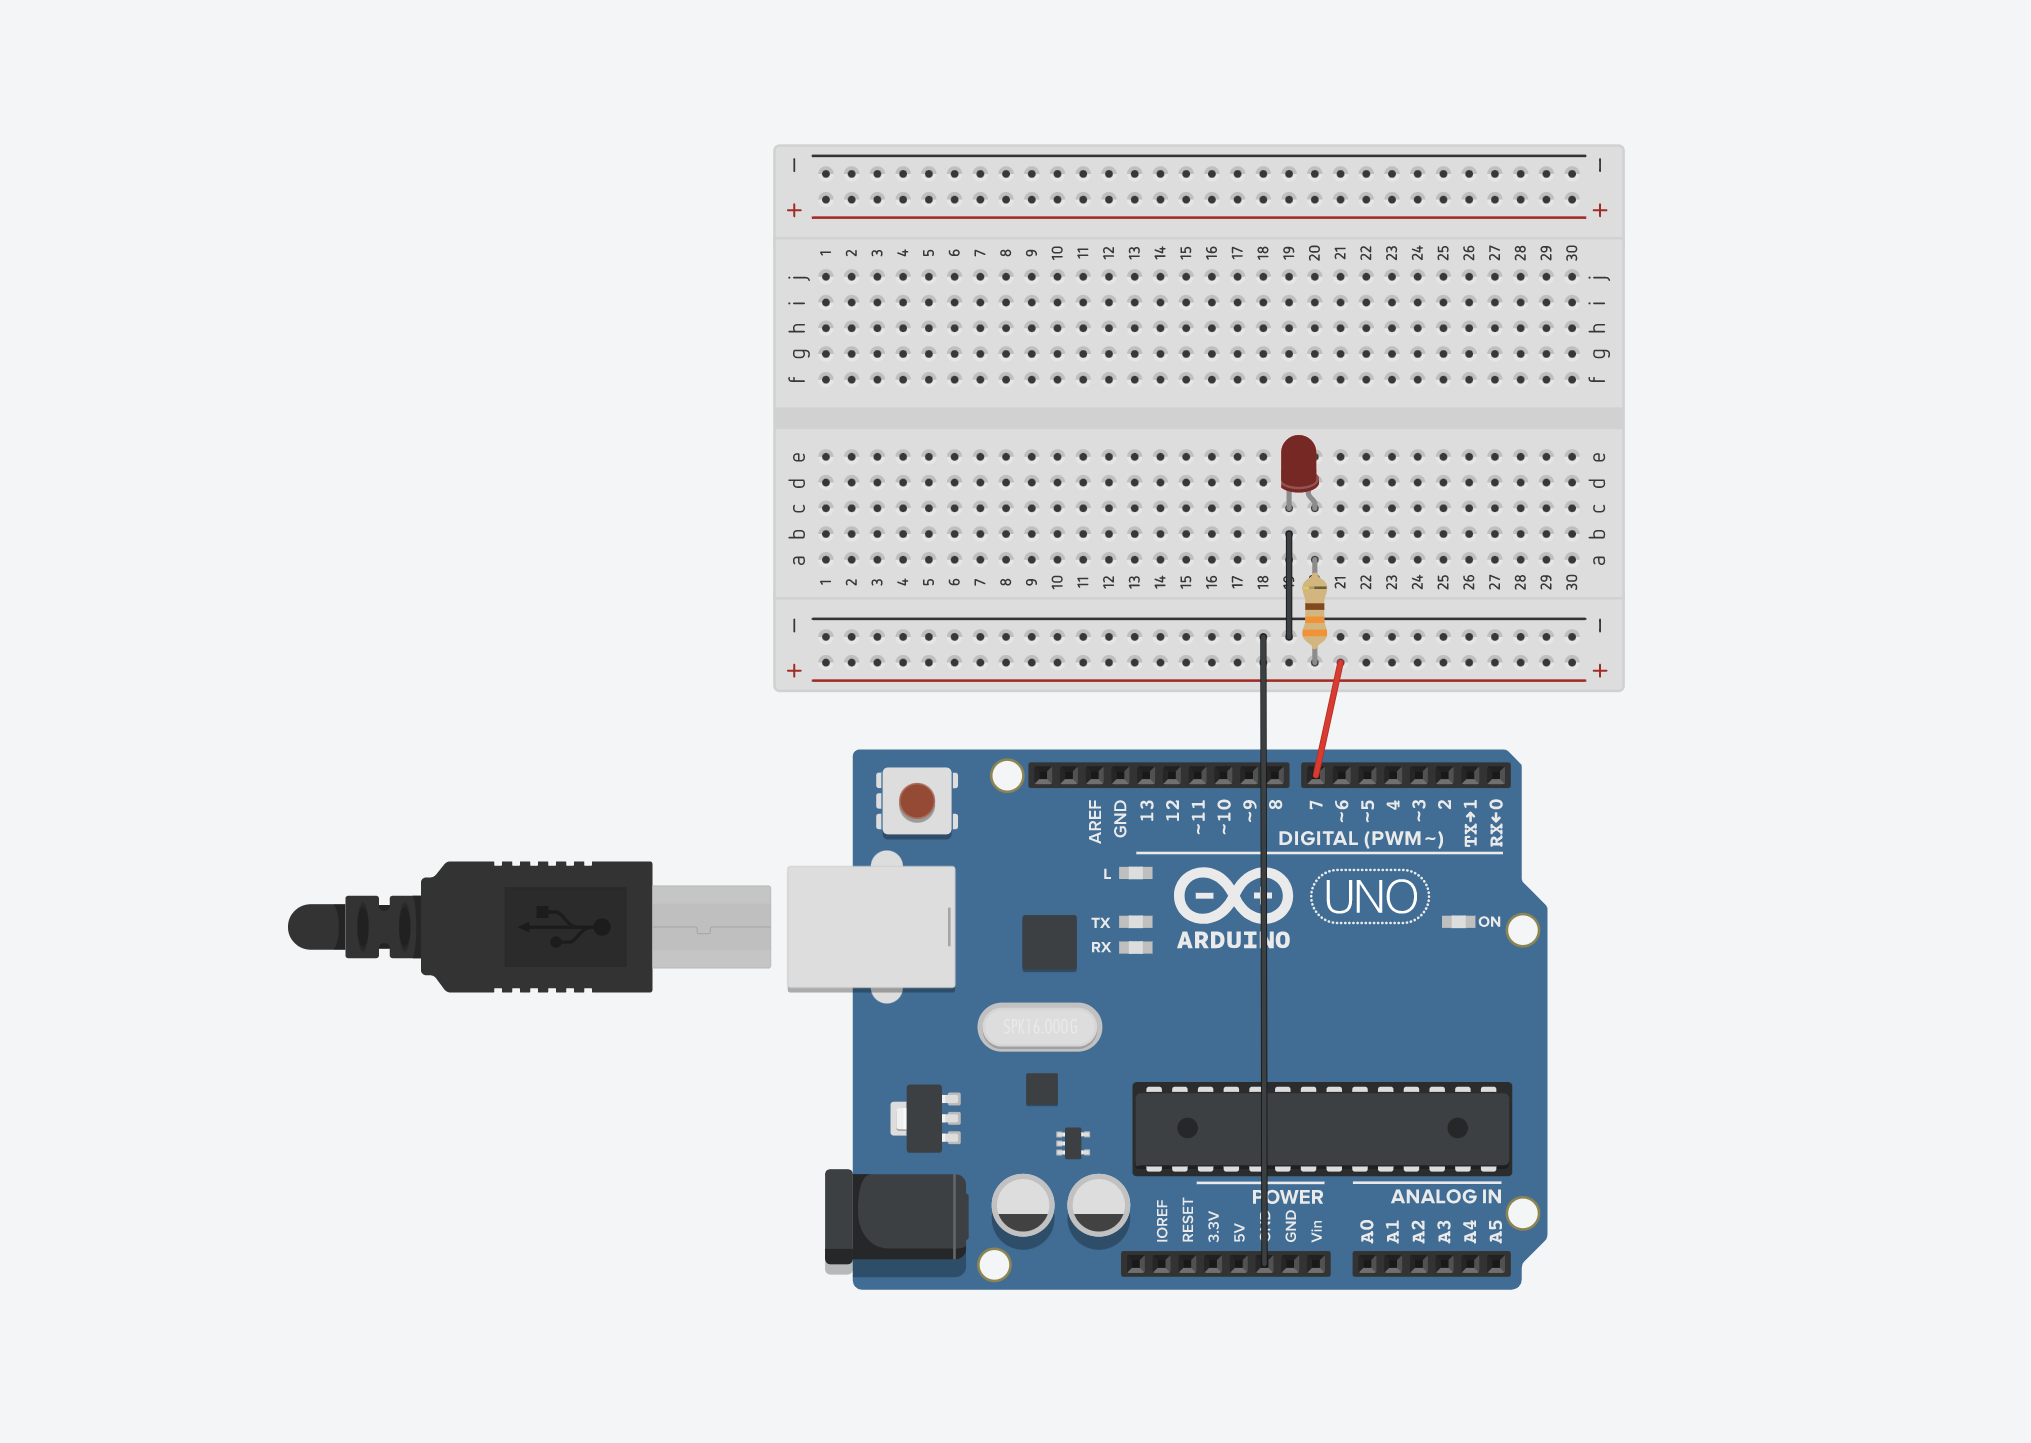 − −
+ +
1 2 3 4 5 6 7 8 9 10 11 12 13 14 15 16 17 18 19 20 21 22 23 24 25 26 27 28 29 30
j j
i i
h h
g g
f f
e e
d d
c c
b b
a a
1 2 3 4 5 6 7 8 9 10 11 12 13 14 15 16 17 18 19 21 22 23 24 25 26 27 28 29 30
− −
+ +
AREF GND 13 12 ~11 ~10 ~9 8 7 ~6 ~5 4 ~3 2 TX→1 RX←0
DIGITAL (PWM~)
L
TX
RX
ARDUINO
UNO
ON
SPK16.000G
POWER
ANALOG IN
IOREF RESET 3.3V 5V GND GND Vin A0 A1 A2 A3 A4 A5